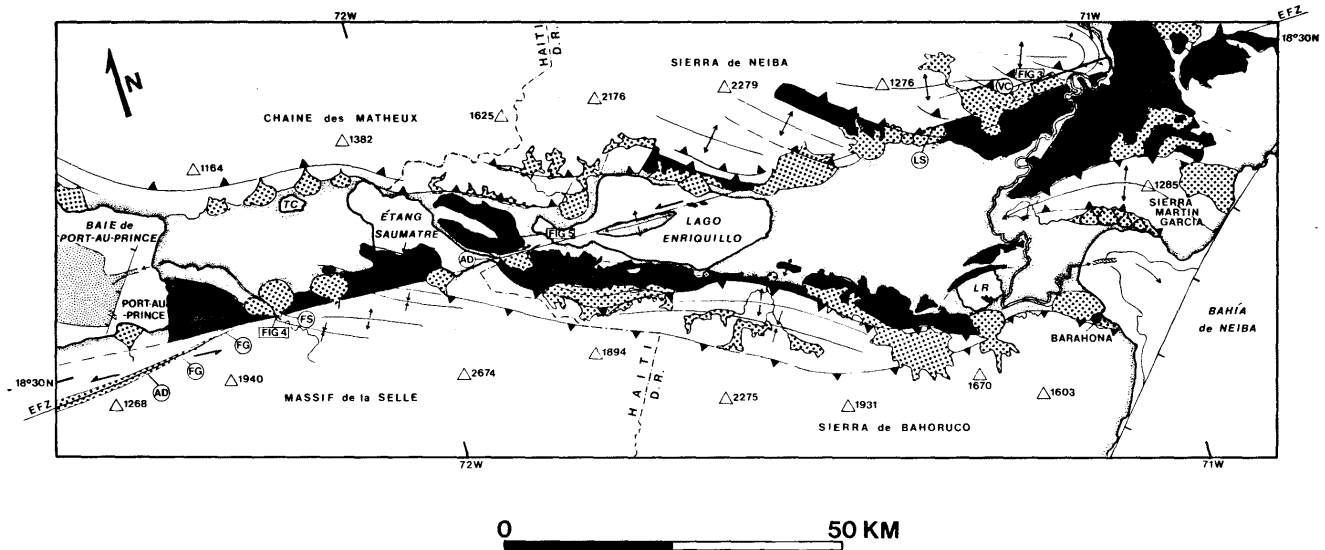 72W
71W
EFZ
18°30N
HAITI
D.R.
SIERRA de NEIBA
N
FIG 3
VC
2279
1276
2176
1625
CHAINE des MATHEUX
1382
1164
LS
1285
SIERRA
MARTIN
GARCIA
TC
ÉTANG
SAUMATRE
BAIE de
PORT-AU-PRINCE
FIG 5
LAGO
ENRIQUILLO
AD
LR
PORT-AU
-PRINCE
BAHÍA
de NEIBA
FIG 4
FS
BARAHONA
FG
FG
1894
18°30N
AD
1940
2674
1670
1603
EFZ
1268
MASSIF de la SELLE
HAITI
D.R.
2275
1931
SIERRA de BAHORUCO
72W
71W
0
50 KM